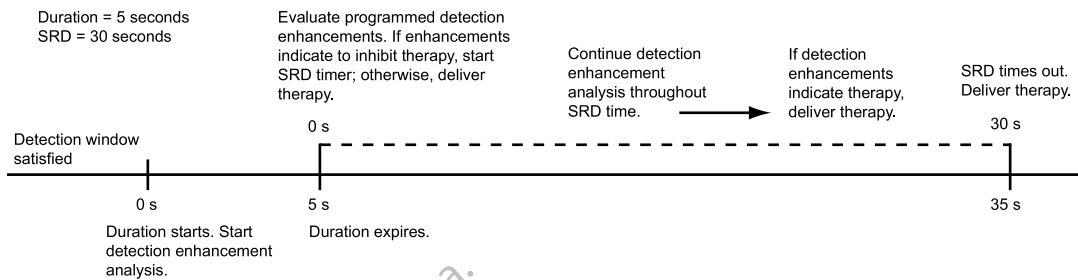 Duration = 5 seconds
SRD = 30 seconds
Evaluate programmed detection
enhancements. If enhancements
indicate to inhibit therapy, start
SRD timer; otherwise, deliver
therapy.
Continue detection
enhancement
analysis throughout
SRD time.
If detection
enhancements
indicate therapy,
deliver therapy.
SRD times out.
Deliver therapy.
0 s
30 s
Detection window
satisfied
0 s
5 s
35 s
Duration starts. Start
detection enhancement
analysis.
Duration expires.